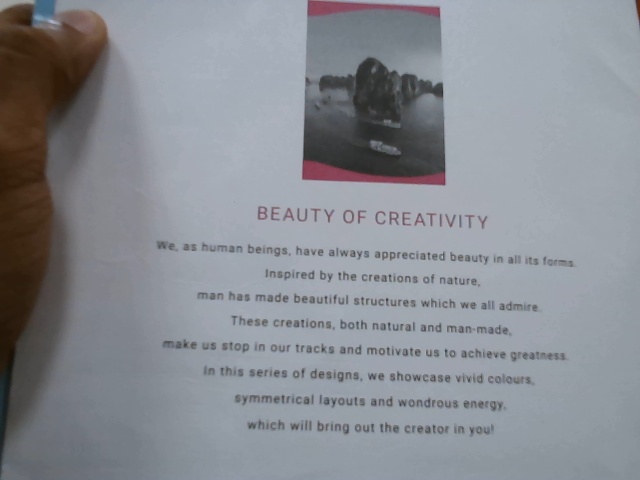 BEAUTY OF CREATIVITY
We, as human beings, have always appreciated beauty in all its forms.
Inspired by the creations of nature,
man has made beautiful structures which we all admire.
These creations, both natural and man-made,
make us stop in our tracks and motivate us to achieve greatness.
In this series of designs, we showcase vivid colours,
symmetrical layouts and wondrous energy,
which will bring out the creator in you!